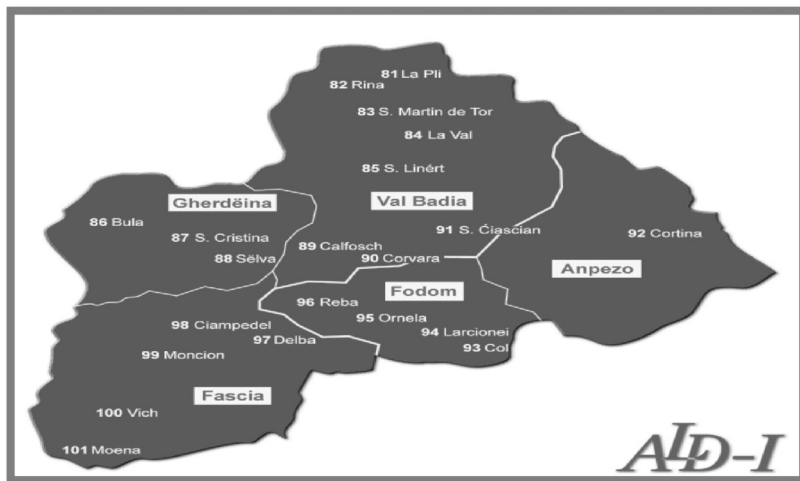 81 La Pli
82 Rina
83 S. Martin de Tor
84 La Val
85 S. Linért
Gherdëina
Val Badia
86 Bula
87 S. Cristina
88 Sëlva
89 Calfosch
90 Corvara
91 S. Ćiascian
92 Cortina
Anpezo
Fodom
96 Reba
95 Ornela
94 Larcionei
93 Col
98 Ciampedel
97 Delba
99 Moncion
Fascia
100 Vich
101 Moena
ALD-I